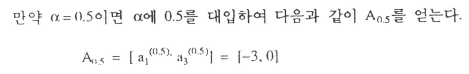 만약 α=0.5이면 α에 0.5를 대입하여 다음과 같이 A₀.₅를 얻는다.
A₀.₅ = [ a₁⁽⁰·⁵⁾, a₃⁽⁰·⁵⁾] = [-3, 0]